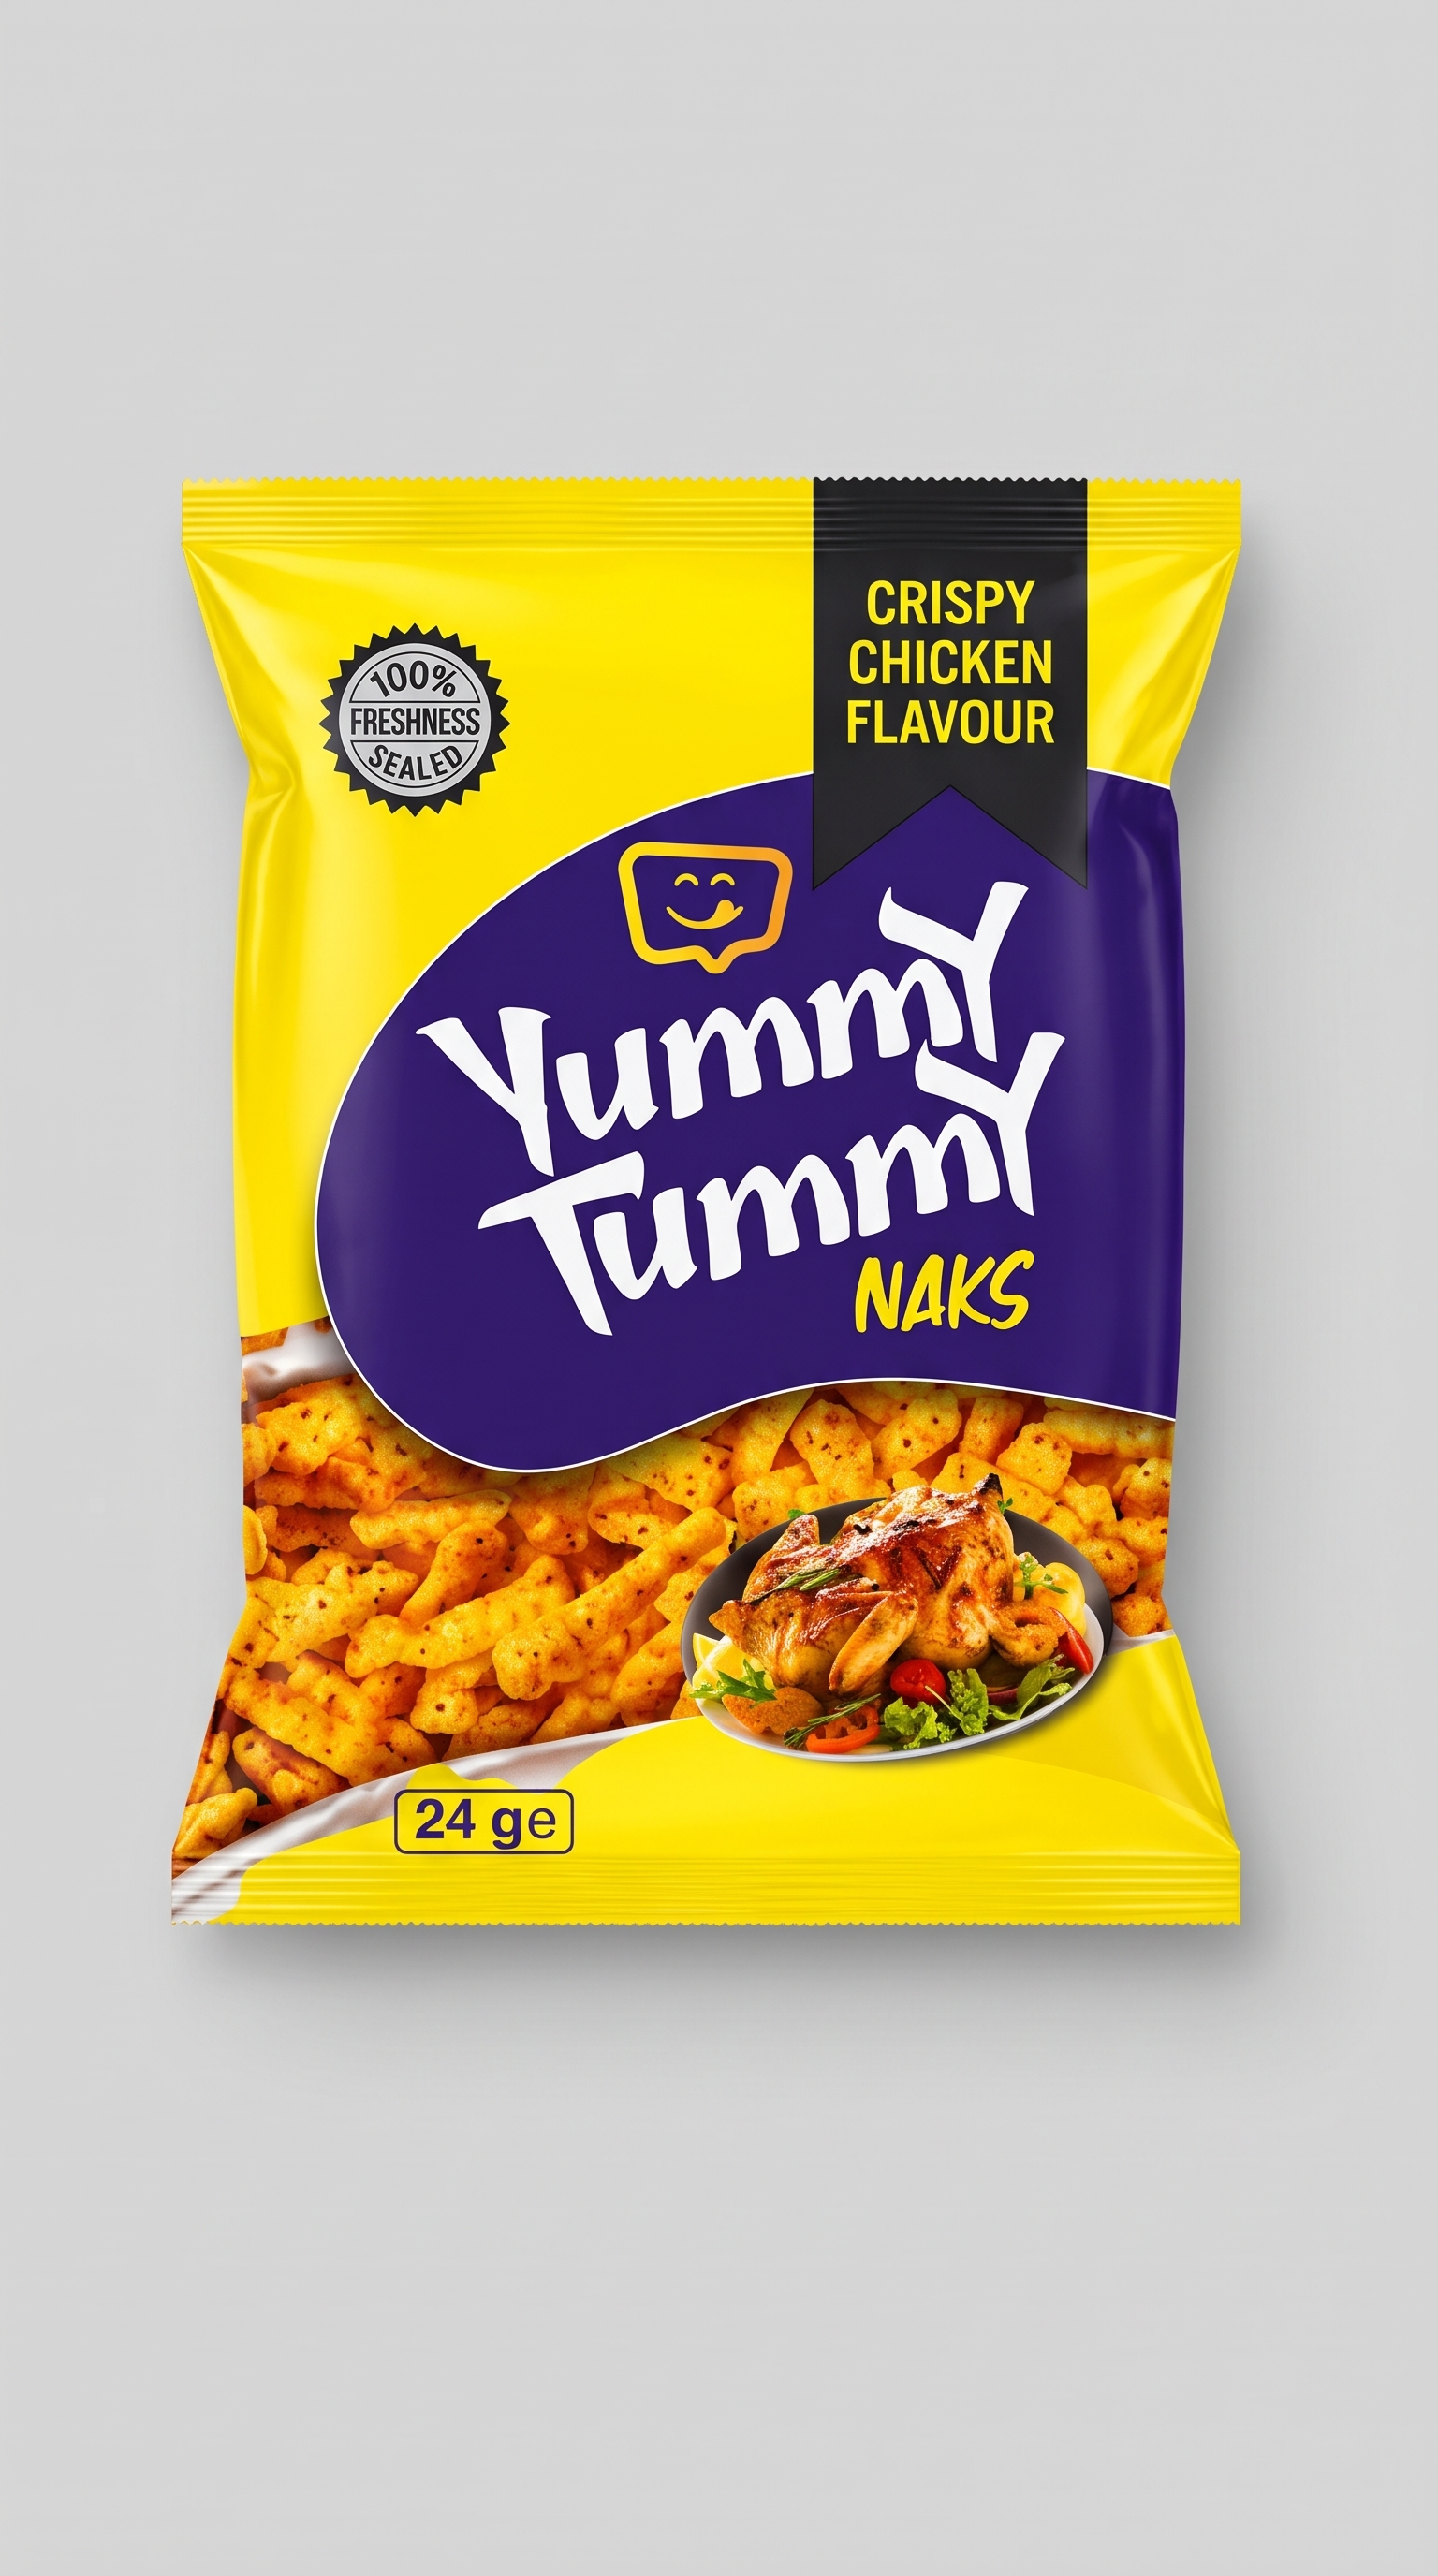 CRISPY
CHICKEN
FLAVOUR
100%
FRESHNESS
SEALED
Yummy
Tummy
NAKS
24 ge